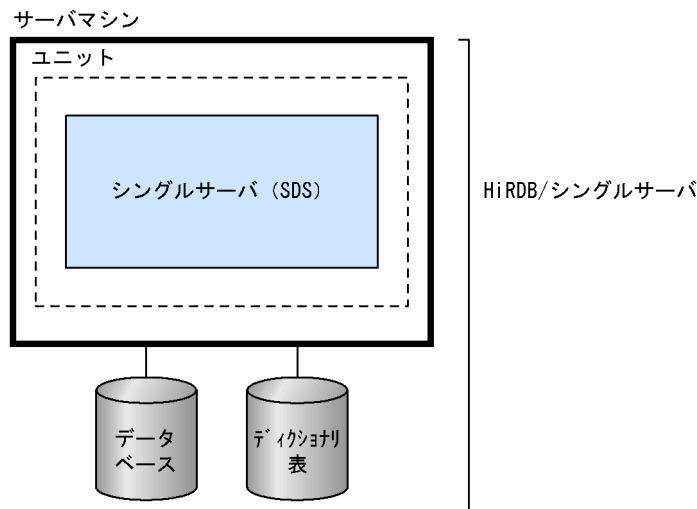 サーバマシン
ユニット
シングルサーバ（SDS）
HiRDB/シングルサーバ
データ
ベース
ﾃﾞｨｸｼｮﾅﾘ
表